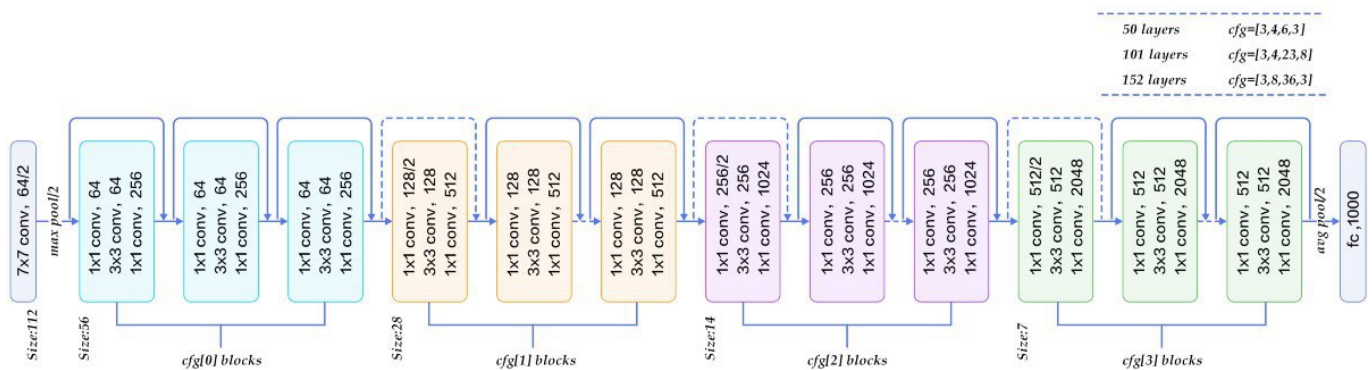 50 layers cfg=[3,4,6,3]
101 layers cfg=[3,4,23,8]
152 layers cfg=[3,8,36,3]
7x7 conv, 64/2
max pool/2
1x1 conv, 64
3x3 conv, 64
1x1 conv, 256
1x1 conv, 64
3x3 conv, 64
1x1 conv, 256
1x1 conv, 64
3x3 conv, 64
1x1 conv, 256
1x1 conv, 128/2
3x3 conv, 128
1x1 conv, 512
1x1 conv, 128
3x3 conv, 128
1x1 conv, 512
1x1 conv, 128
3x3 conv, 128
1x1 conv, 512
1x1 conv, 256/2
3x3 conv, 256
1x1 conv, 1024
1x1 conv, 256
3x3 conv, 256
1x1 conv, 1024
1x1 conv, 256
3x3 conv, 256
1x1 conv, 1024
1x1 conv, 512/2
3x3 conv, 512
1x1 conv, 2048
1x1 conv, 512
3x3 conv, 512
1x1 conv, 2048
1x1 conv, 512
3x3 conv, 512
1x1 conv, 2048
avg pool/2
fc ,1000
Size:112
Size:56
cfg[0] blocks
Size:28
cfg[1] blocks
Size:14
cfg[2] blocks
Size:7
cfg[3] blocks